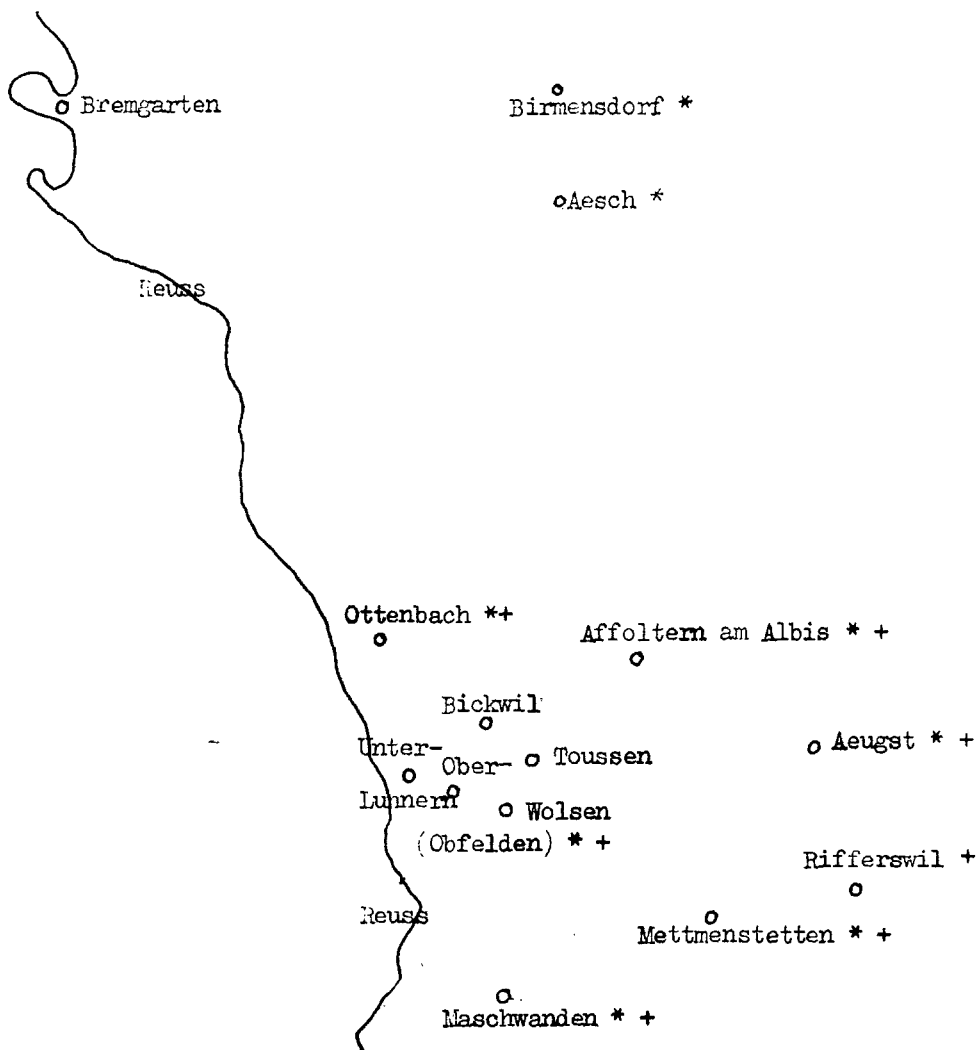 Bremgarten
Birmensdorf *
Aesch *
Reuss
Ottenbach *+
Affoltern am Albis * +
Bickwil
Unter-
Ober-
Toussen
Aeugst * +
Lunnern
Wolsen
(Obfelden) * +
Rifferswil +
Reuss
Mettmenstetten * +
Maschwanden * +